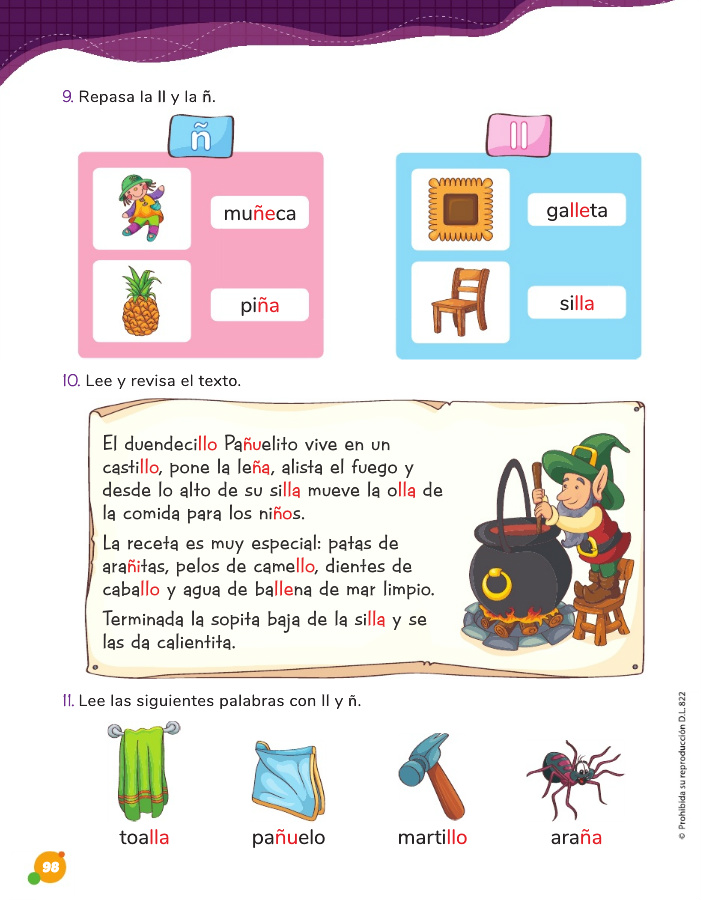 9. Repasa la ll y la ñ.
ñ
ll
muñeca
galleta
piña
silla
10. Lee y revisa el texto.
El duendecillo Pañuelito vive en un
castillo, pone la leña, alista el fuego y
desde lo alto de su silla mueve la olla de
la comida para los niños.
La receta es muy especial: patas de
arañitas, pelos de camello, dientes de
caballo y agua de ballena de mar limpio.
Terminada la sopita baja de la silla y se
las da calientita.
11. Lee las siguientes palabras con ll y ñ.
toalla
pañuelo
martillo
araña
© Prohibida su reproducción D.L. 822
98